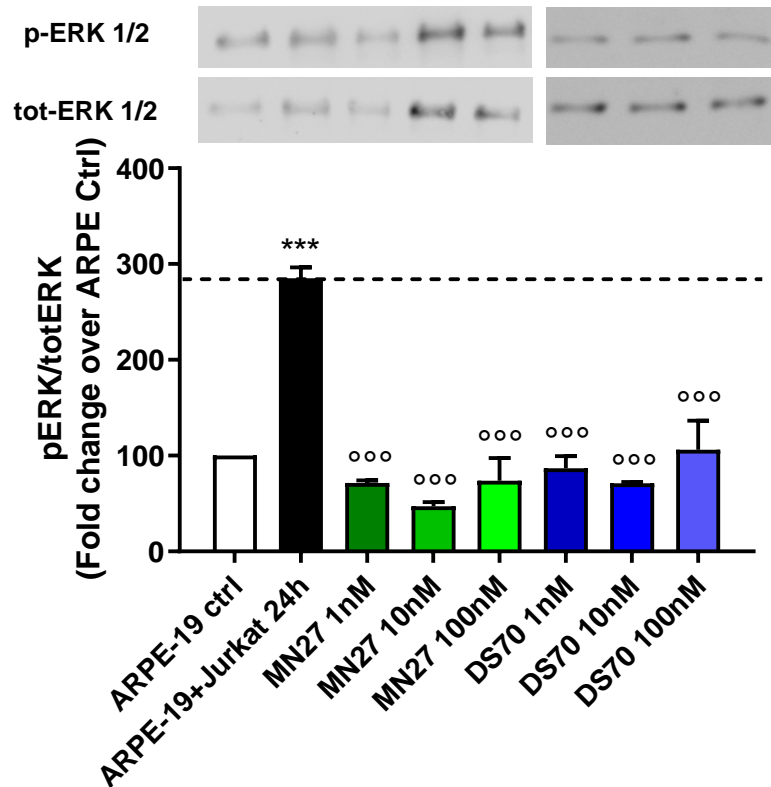 p-ERK 1/2
tot-ERK 1/2
pERK/totERK
(Fold change over ARPE Ctrl)
400
300
200
100
0
***
°°°
°°°
°°°
°°°
°°°
°°°
ARPE-19 ctrl
ARPE-19+Jurkat 24h
MN27 1nM
MN27 10nM
MN27 100nM
DS70 1nM
DS70 10nM
DS70 100nM